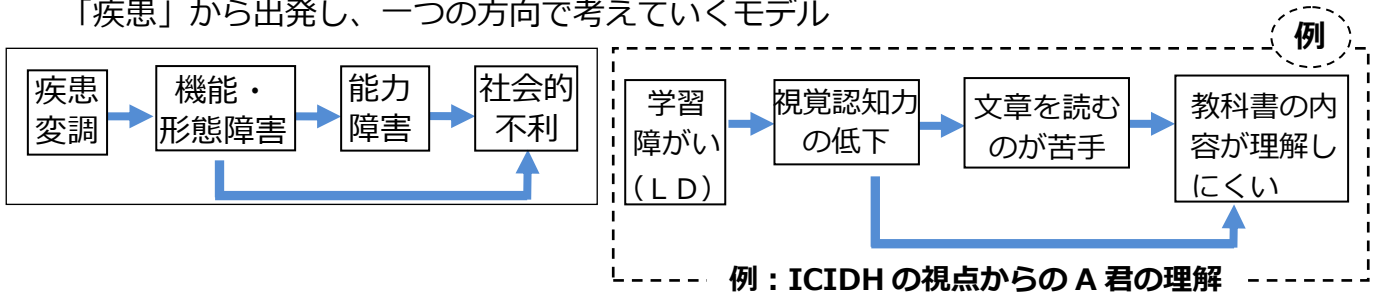 「疾患」から出発し、一つの方向で考えていくモデル
疾患
変調
機能・
形態障害
能力
障害
社会的
不利
例
学習
障がい
（ＬＤ）
視覚認知力
の低下
文章を読む
のが苦手
教科書の内
容が理解し
にくい
例：ICIDH の視点からの A 君の理解